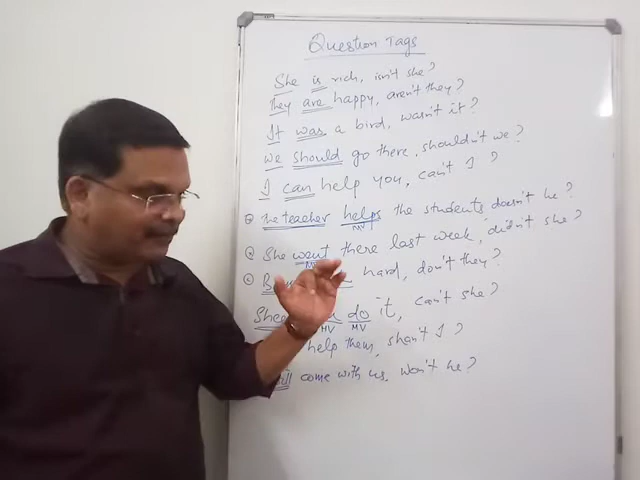 Question Tags
She is rich, isn't she?
They are happy, aren't they?
It was a bird, wasn't it?
We should go there, shouldn't we?
I can help you, can't I?
a The teacher helps the students, doesn't he?
MV
She went there last week, didn't she?
hard, don't they?
do it, can't she?
HV MV
help them, shan't I?
come with us, won't he?